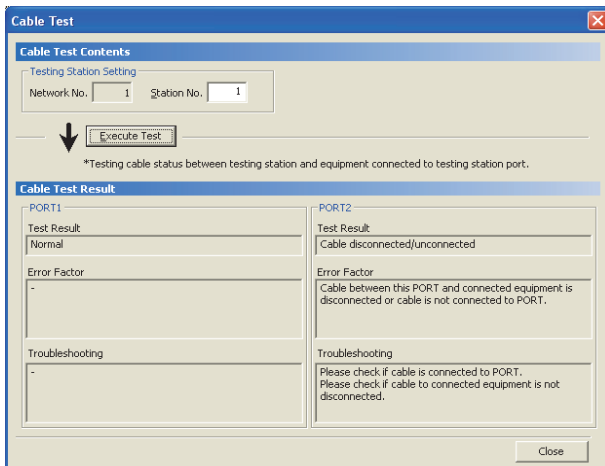 Cable Test
Cable Test Contents
Testing Station Setting
Network No. 1 Station No. 1
Execute Test
*Testing cable status between testing station and equipment connected to testing station port.
Cable Test Result
PORT1
Test Result
Normal
Error Factor
-
Troubleshooting
-
PORT2
Test Result
Cable disconnected/unconnected
Error Factor
Cable between this PORT and connected equipment is
disconnected or cable is not connected to PORT.
Troubleshooting
Please check if cable is connected to PORT.
Please check if cable to connected equipment is not
disconnected.
Close